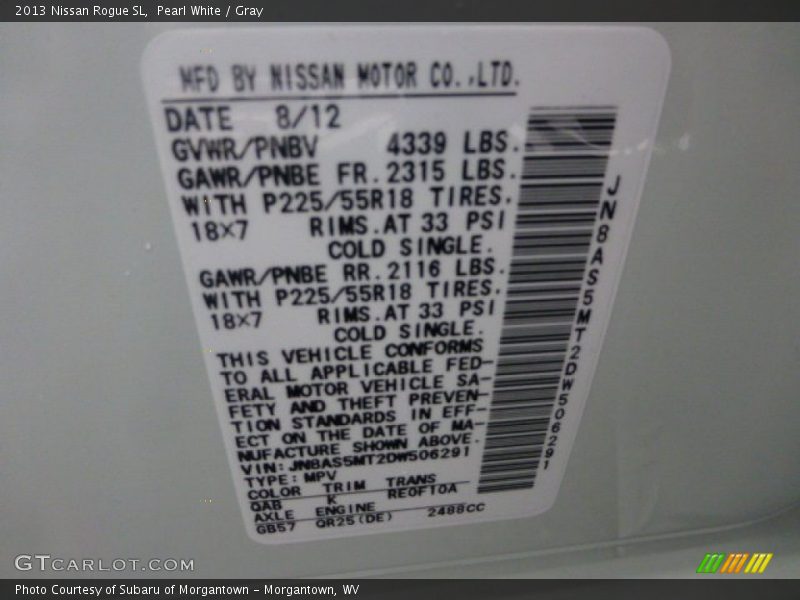 2013 Nissan Rogue SL, Pearl White / Gray
MFD BY NISSAN MOTOR CO.,LTD.
DATE 8/12
GVWR/PNBV 4339 LBS.
GAWR/PNBE FR. 2315 LBS.
WITH P225/55R18 TIRES.
18×7 RIMS.AT 33 PSI
COLD SINGLE.
GAWR/PNBE RR. 2116 LBS.
WITH P225/55R18 TIRES.
18×7 RIMS.AT 33 PSI
COLD SINGLE.
THIS VEHICLE CONFORMS
TO ALL APPLICABLE FED-
ERAL MOTOR VEHICLE SA-
FETY AND THEFT PREVEN-
TION STANDARDS IN EFF-
ECT ON THE DATE OF MA-
NUFACTURE SHOWN ABOVE.
VIN:JN8AS5MT2DW506291
TYPE:MPV
COLOR TRIM TRANS
QAB K RE0F10A
AXLE ENGINE
GB57 QR25(DE) 2488CC
JN8AS5MT2DW506291
GTCARLOT.COM
Photo Courtesy of Subaru of Morgantown - Morgantown, WV